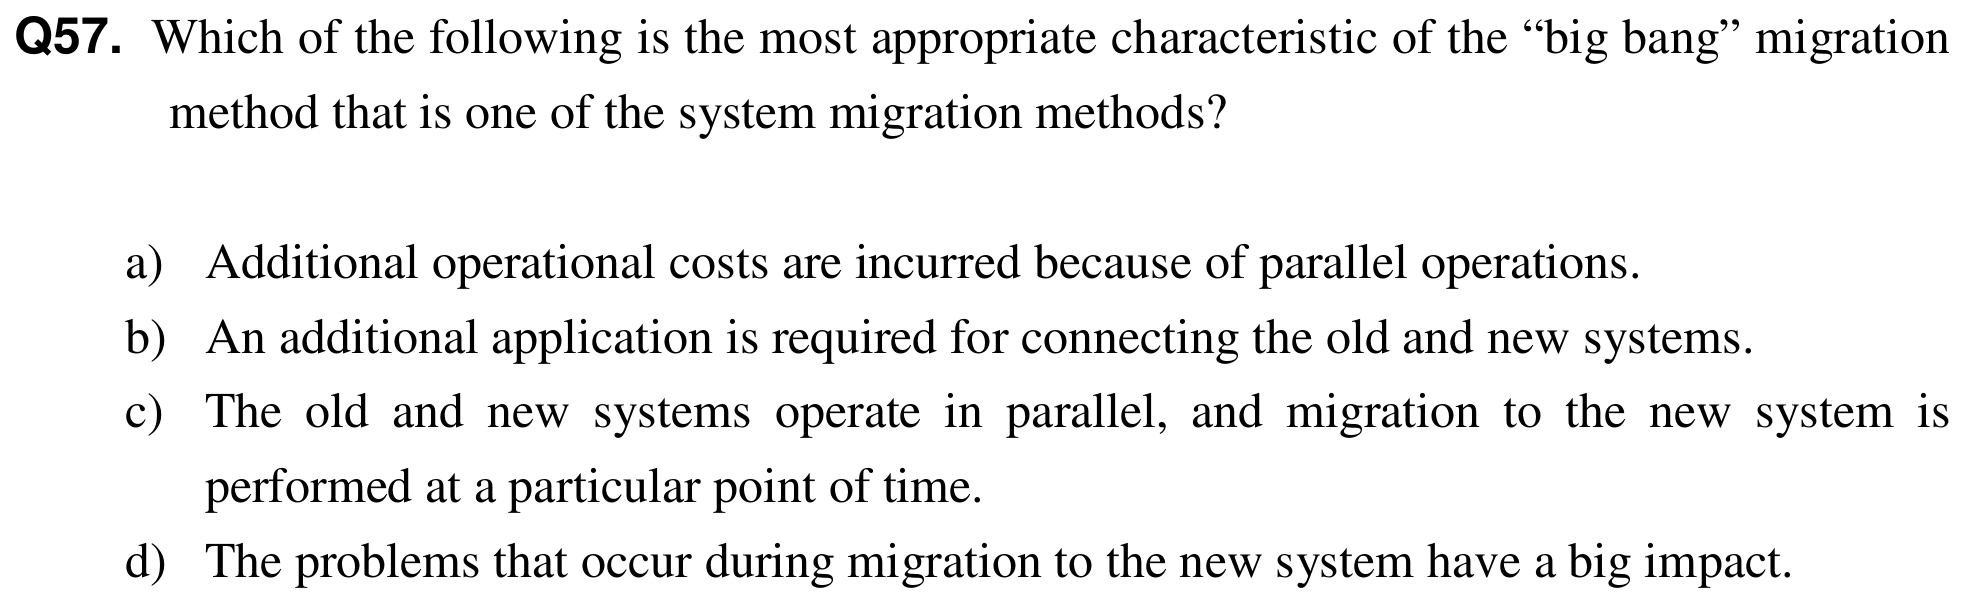 Q57. Which of the following is the most appropriate characteristic of the “big bang” migration
method that is one of the system migration methods?
a) Additional operational costs are incurred because of parallel operations.
b) An additional application is required for connecting the old and new systems.
c) The old and new systems operate in parallel, and migration to the new system is
performed at a particular point of time.
d) The problems that occur during migration to the new system have a big impact.